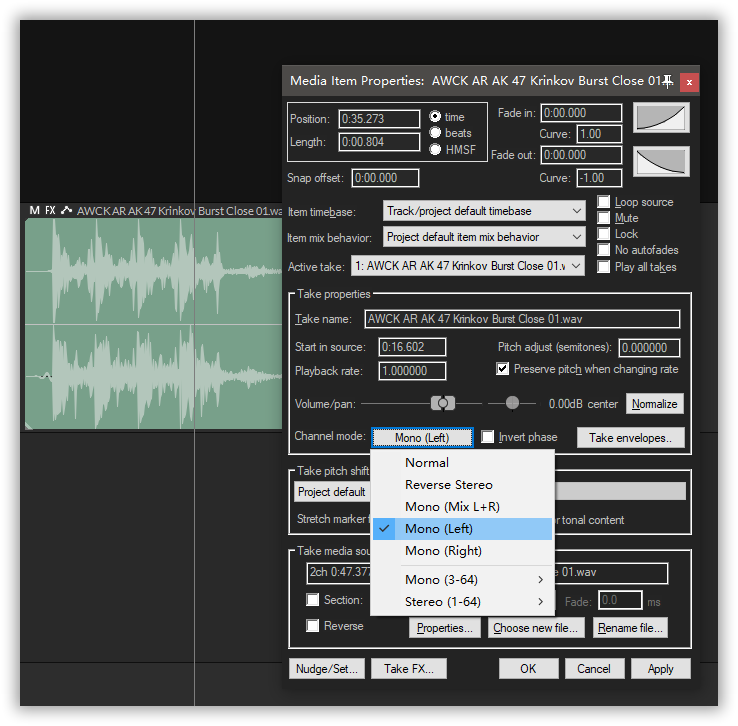 Media Item Properties: AWCK AR AK 47 Krinkov Burst Close 01.
Position: 0:35.273 time
Length: 0:00.804 beats
HMSF
Fade in: 0:00.000
Curve: 1.00
Fade out: 0:00.000
Snap offset: 0:00.000 Curve: -1.00
M FX AWCK AR AK 47 Krinkov Burst Close 01.wa
Item timebase: Track/project default timebase
Item mix behavior: Project default item mix behavior
Active take: 1: AWCK AR AK 47 Krinkov Burst Close 01.
Loop source
Mute
Lock
No autofades
Play all takes
Take properties
Take name: AWCK AR AK 47 Krinkov Burst Close 01.wav
Start in source: 0:16.602 Pitch adjust (semitones): 0.000000
Playback rate: 1.000000 Preserve pitch when changing rate
Volume/pan: 0.00dB center Normalize
Channel mode: Mono (Left) Invert phase Take envelopes..
Normal
Reverse Stereo
Mono (Mix L+R)
Mono (Left)
Mono (Right)
Mono (3-64)
Stereo (1-64)
Take pitch shift
Project default
Stretch marker tonal content
Take media sou
2ch 0:47.377 01.wav
Section: Fade: 0.0 ms
Reverse Properties... Choose new file... Rename file...
Nudge/Set... Take FX... OK Cancel Apply